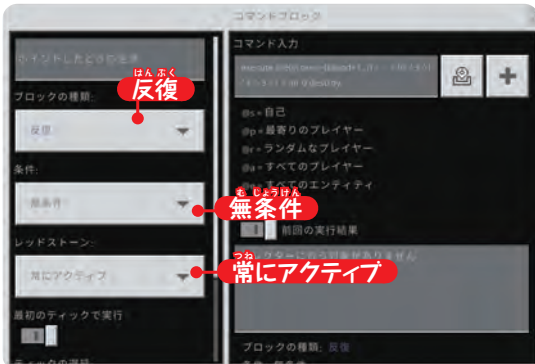 コマンドブロック
ブロックの種類:
はんぷく
反復
反復
条件:
むじょうけん
無条件
無条件
レッドストーン:
つね
常にアクティブ
常にアクティブ
最初のティックで実行
コマンド入力
@s = 自己
@p = 最寄りのプレイヤー
@r = ランダムなプレイヤー
@a = すべてのプレイヤー
すべてのエンティティ
前回の実行結果
ブロックの種類: 反復